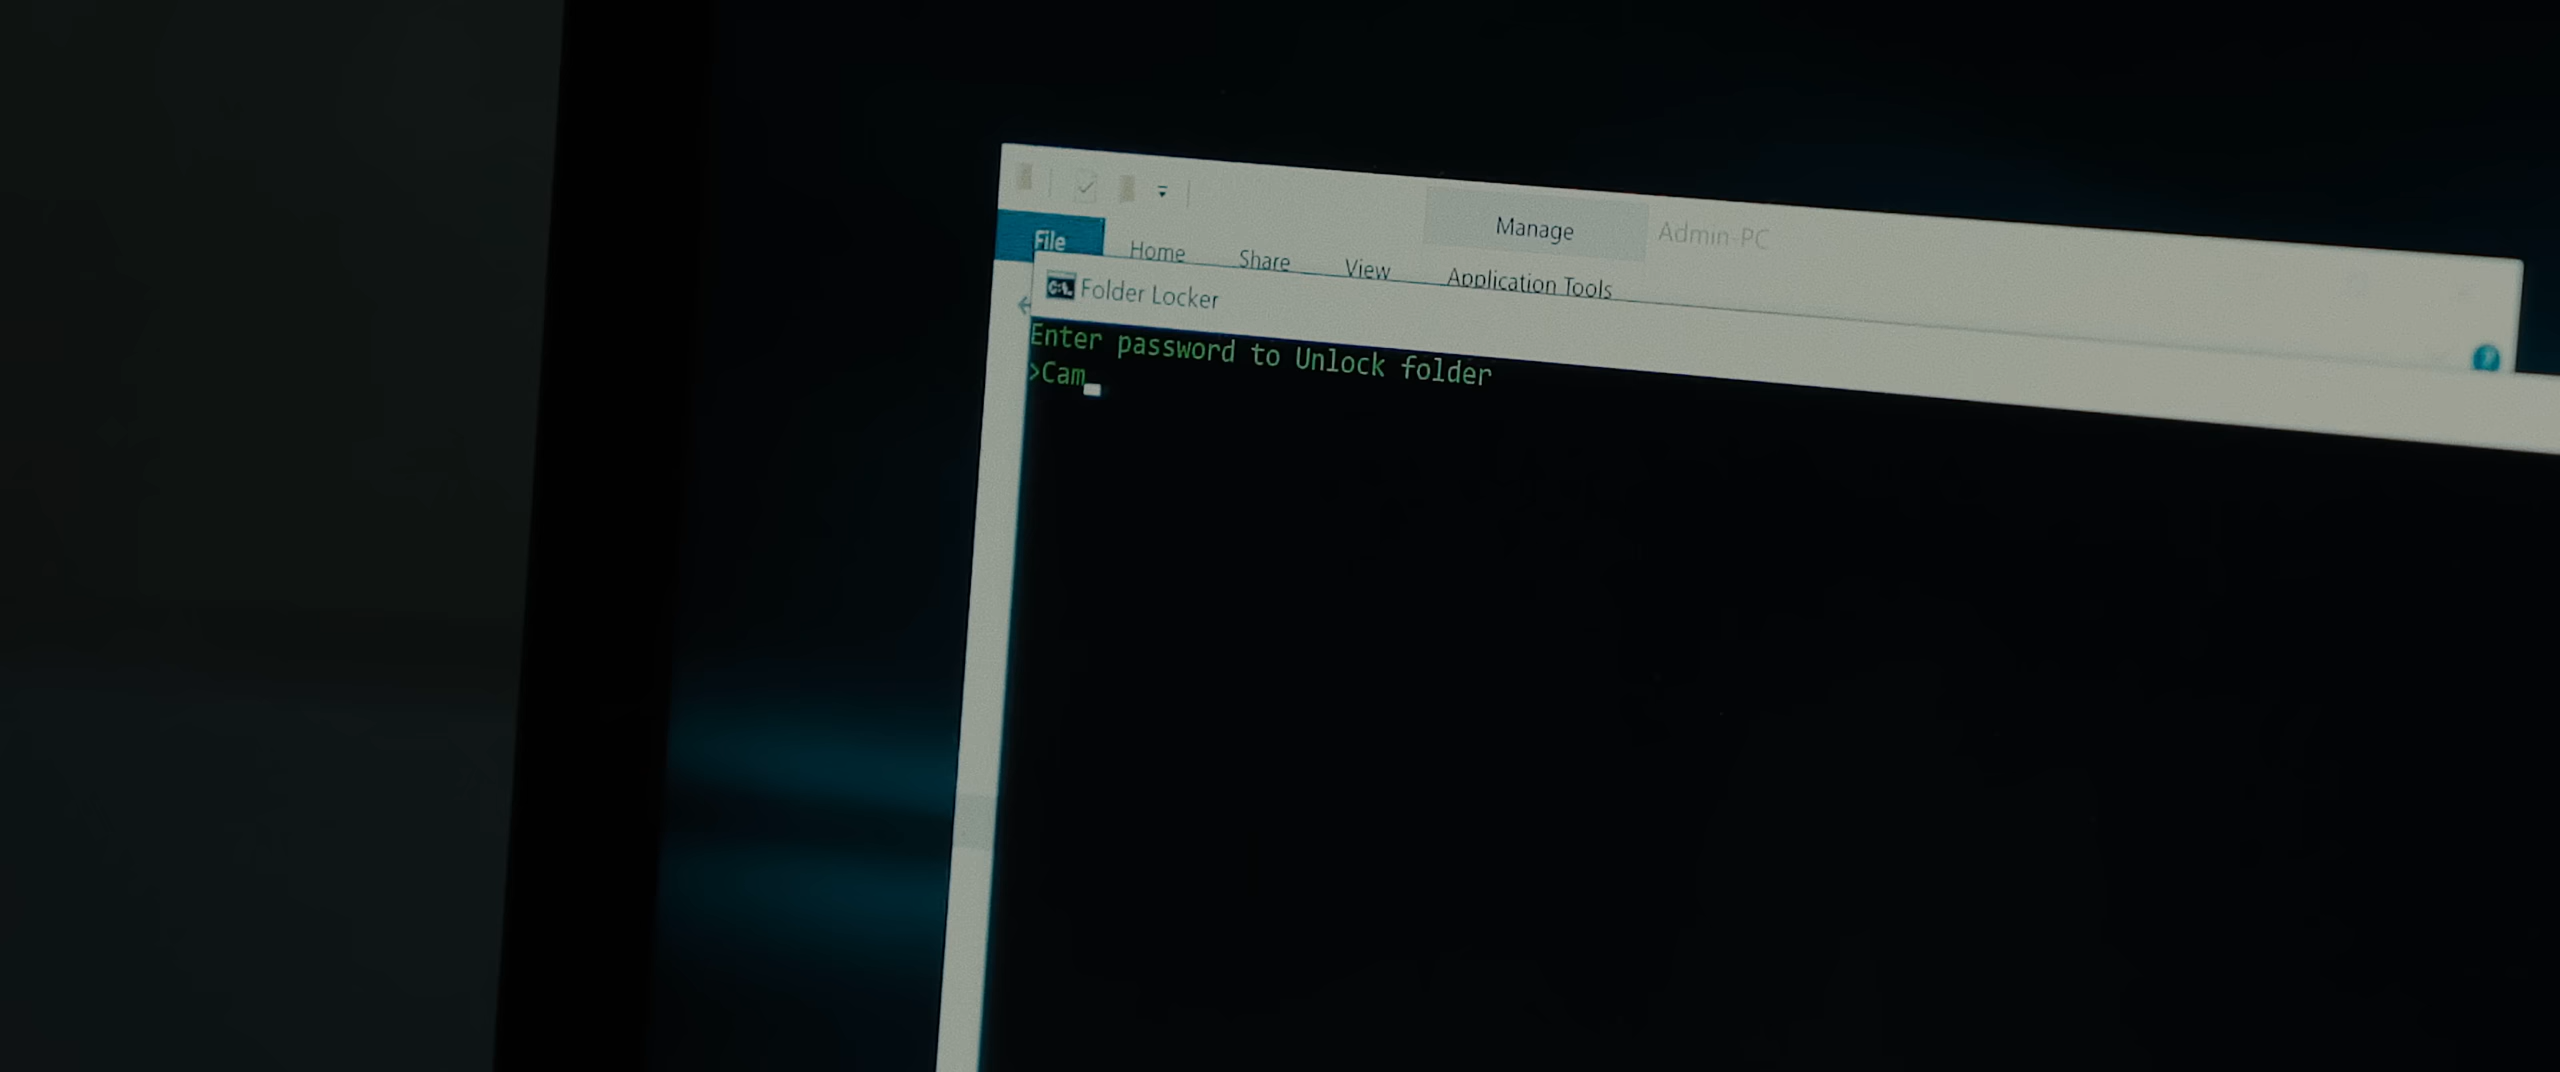 Manage
Admin-PC
File
Home
Share
View
Application Tools
C:\.
Folder Locker
Enter password to Unlock folder
>Cam
?